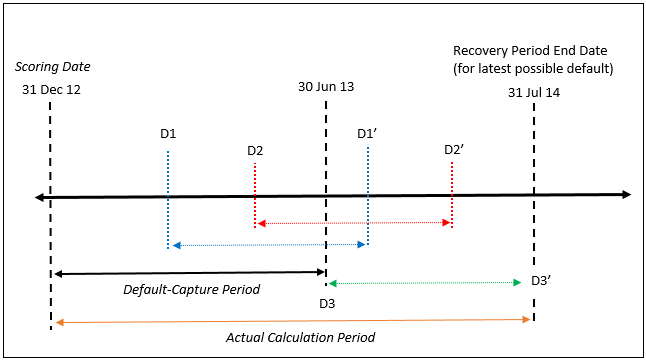 Scoring Date
31 Dec 12
30 Jun 13
Recovery Period End Date
(for latest possible default)
31 Jul 14
D1
D2
D1’
D2’
Default-Capture Period
D3
D3’
Actual Calculation Period